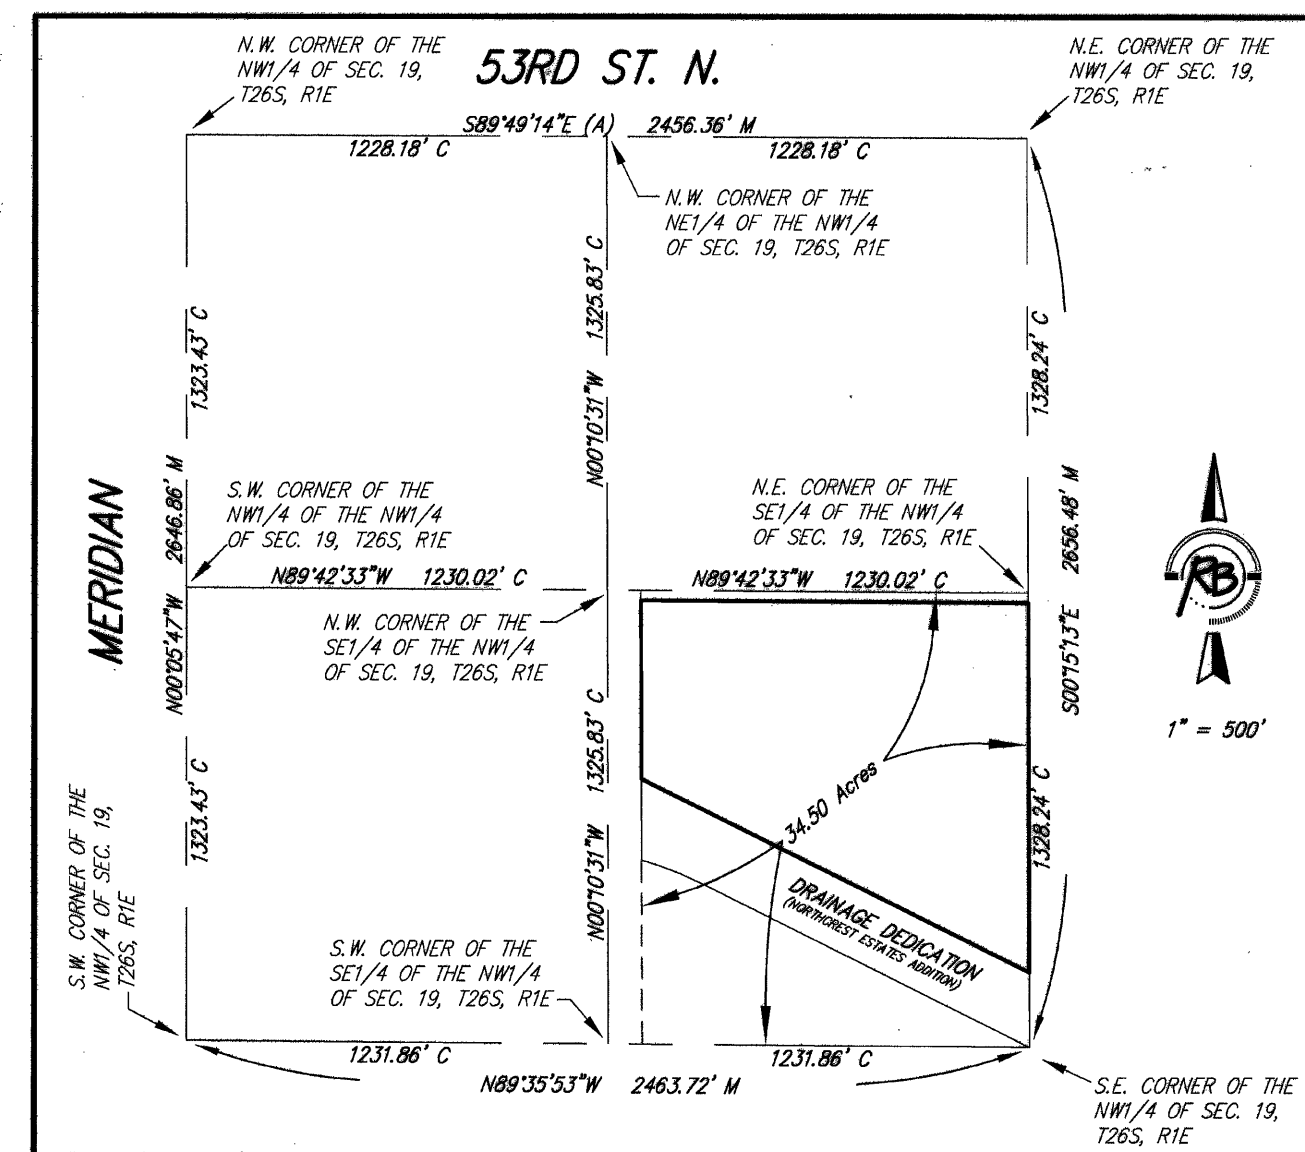 N.W. CORNER OF THE
NW1/4 OF SEC. 19,
T26S, R1E
53RD ST. N.
N.E. CORNER OF THE
NW1/4 OF SEC. 19,
T26S, R1E
S89°49'14"E (A) 2456.36' M
1228.18' C
1228.18' C
N.W. CORNER OF THE
NE1/4 OF THE NW1/4
OF SEC. 19, T26S, R1E
1323.43' C
N00°10'31"W 1325.83' C
1328.24' C
MERIDIAN
N00°05'47"W 2646.86' M
S00°15'13"E 2656.48' M
S.W. CORNER OF THE
NW1/4 OF THE NW1/4
OF SEC. 19, T26S, R1E
N.E. CORNER OF THE
SE1/4 OF THE NW1/4
OF SEC. 19, T26S, R1E
N89°42'33"W 1230.02' C
N89°42'33"W 1230.02' C
RB
N.W. CORNER OF THE
SE1/4 OF THE NW1/4
OF SEC. 19, T26S, R1E
1" = 500'
1323.43' C
N00°10'31"W 1325.83' C
34.50 Acres
1328.24' C
S.W. CORNER OF THE
NW1/4 OF SEC. 19,
T26S, R1E
DRAINAGE DEDICATION
(NORTHCREST ESTATES ADDITION)
S.W. CORNER OF THE
SE1/4 OF THE NW1/4
OF SEC. 19, T26S, R1E
1231.86' C
1231.86' C
N89°35'53"W 2463.72' M
S.E. CORNER OF THE
NW1/4 OF SEC. 19,
T26S, R1E